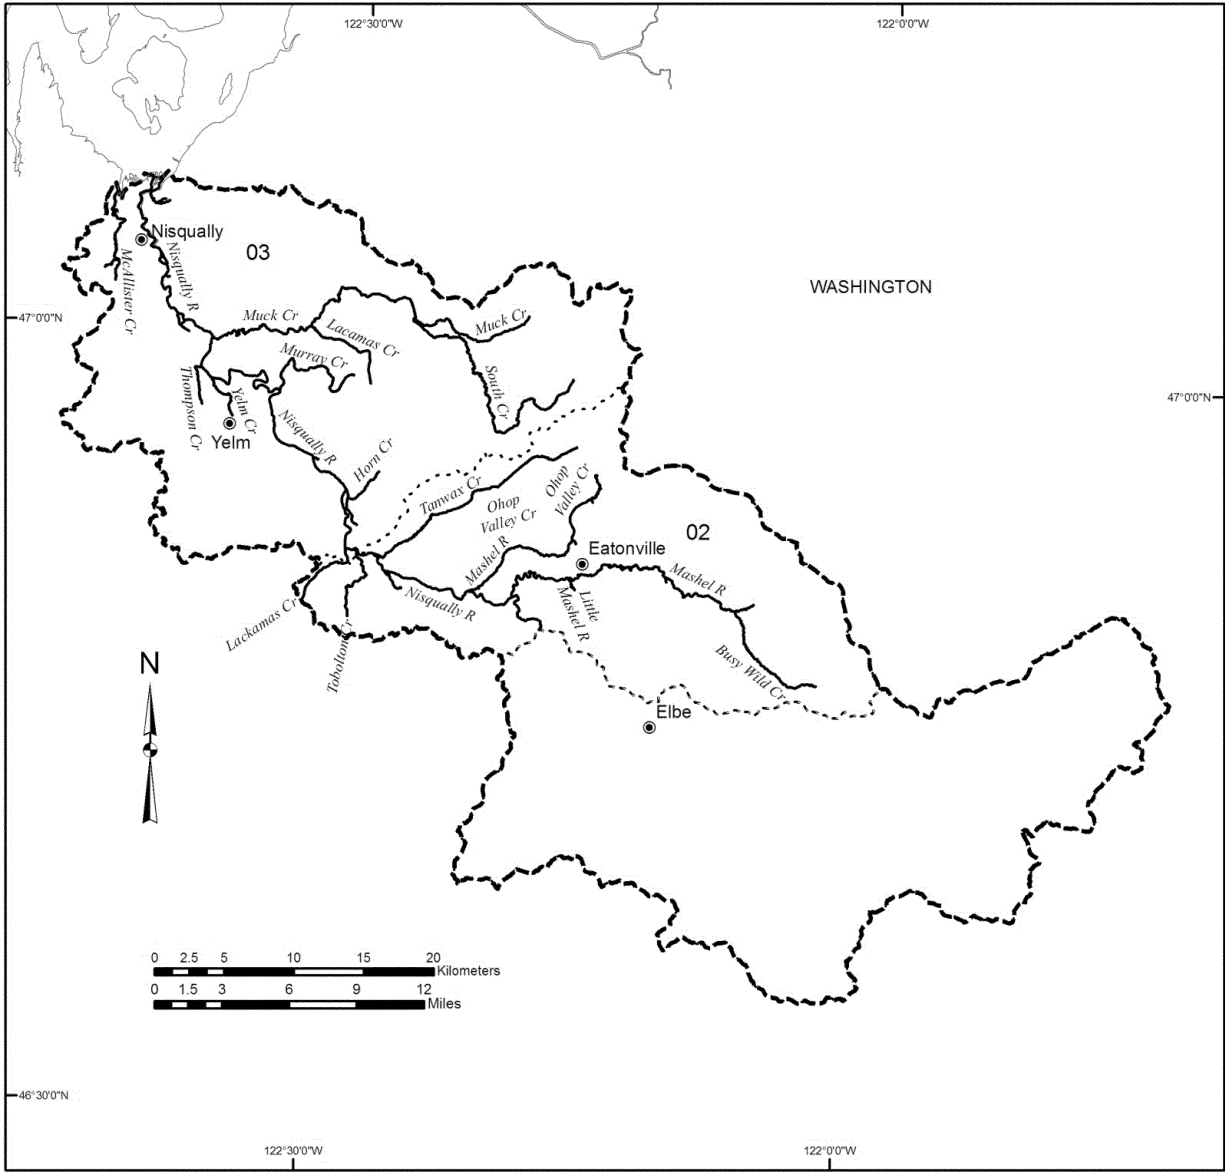 122°30'0"W
122°0'0"W
Nisqually
03
McAllister Cr
Nisqually R
WASHINGTON
47°0'0"N
Muck Cr
Lacamas Cr
Muck Cr
Murray Cr
Thompson Cr
Yelm Cr
South Cr
47°0'0"N
Yelm
Nisqually R
Horn Cr
Tanwax Cr
Ohop
Valley Cr
Ohop
Valley Cr
02
Mashel R
Eatonville
Mashel R
Nisqually R
Little
Mashel R
Lackamas Cr
Tobolton Cr
Busy Wild Cr
N
Elbe
0 2.5 5 10 15 20
Kilometers
0 1.5 3 6 9 12
Miles
46°30'0"N
122°30'0"W
122°0'0"W